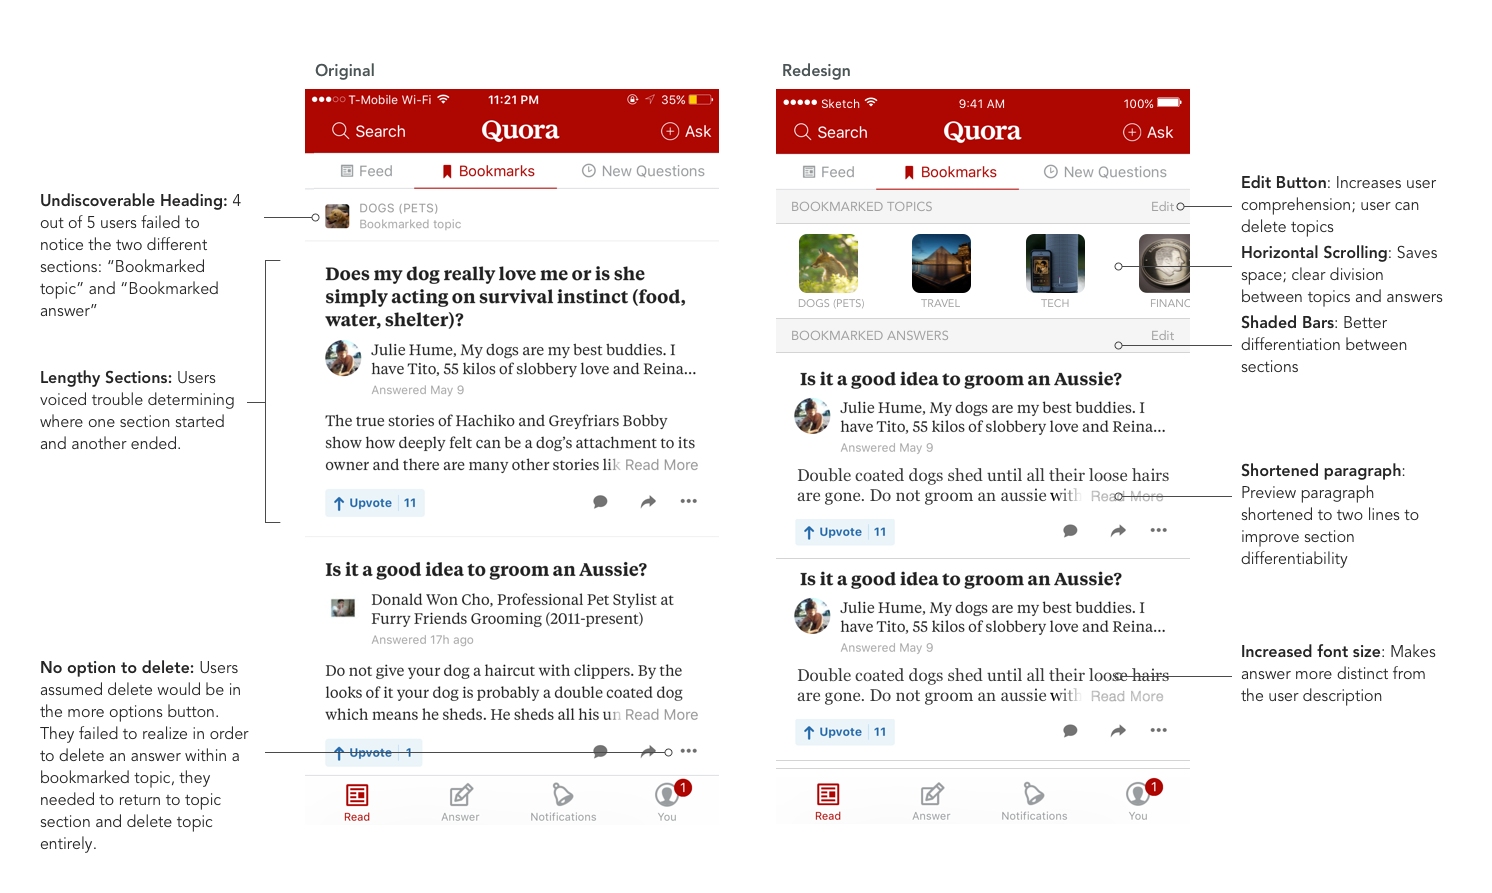 Original
Redesign
T-Mobile Wi-Fi 11:21 PM 35%
Search Quora Ask
Feed Bookmarks New Questions
DOGS (PETS)
Bookmarked topic
Does my dog really love me or is she
simply acting on survival instinct (food,
water, shelter)?
Julie Hume, My dogs are my best buddies. I
have Tito, 55 kilos of slobbery love and Reina...
Answered May 9
The true stories of Hachiko and Greyfriars Bobby
show how deeply felt can be a dog's attachment to its
owner and there are many other stories lik Read More
Upvote 11
Is it a good idea to groom an Aussie?
Donald Won Cho, Professional Pet Stylist at
Furry Friends Grooming (2011-present)
Answered 17h ago
Do not give your dog a haircut with clippers. By the
looks of it your dog is probably a double coated dog
which means he sheds. He sheds all his un Read More
Upvote 1
Read Answer Notifications You 1
Undiscoverable Heading: 4
out of 5 users failed to
notice the two different
sections: “Bookmarked
topic” and “Bookmarked
answer”
Lengthy Sections: Users
voiced trouble determining
where one section started
and another ended.
No option to delete: Users
assumed delete would be in
the more options button.
They failed to realize in order
to delete an answer within a
bookmarked topic, they
needed to return to topic
section and delete topic
entirely.
Sketch 9:41 AM 100%
Search Quora Ask
Feed Bookmarks New Questions
BOOKMARKED TOPICS Edit
DOGS (PETS) TRAVEL TECH FINANC
BOOKMARKED ANSWERS Edit
Is it a good idea to groom an Aussie?
Julie Hume, My dogs are my best buddies. I
have Tito, 55 kilos of slobbery love and Reina...
Answered May 9
Double coated dogs shed until all their loose hairs
are gone. Do not groom an aussie with Read More
Upvote 11
Is it a good idea to groom an Aussie?
Julie Hume, My dogs are my best buddies. I
have Tito, 55 kilos of slobbery love and Reina...
Answered May 9
Double coated dogs shed until all their loose hairs
are gone. Do not groom an aussie with Read More
Upvote 11
Read Answer Notifications You 1
Edit Button: Increases user
comprehension; user can
delete topics
Horizontal Scrolling: Saves
space; clear division
between topics and answers
Shaded Bars: Better
differentiation between
sections
Shortened paragraph:
Preview paragraph
shortened to two lines to
improve section
differentiability
Increased font size: Makes
answer more distinct from
the user description